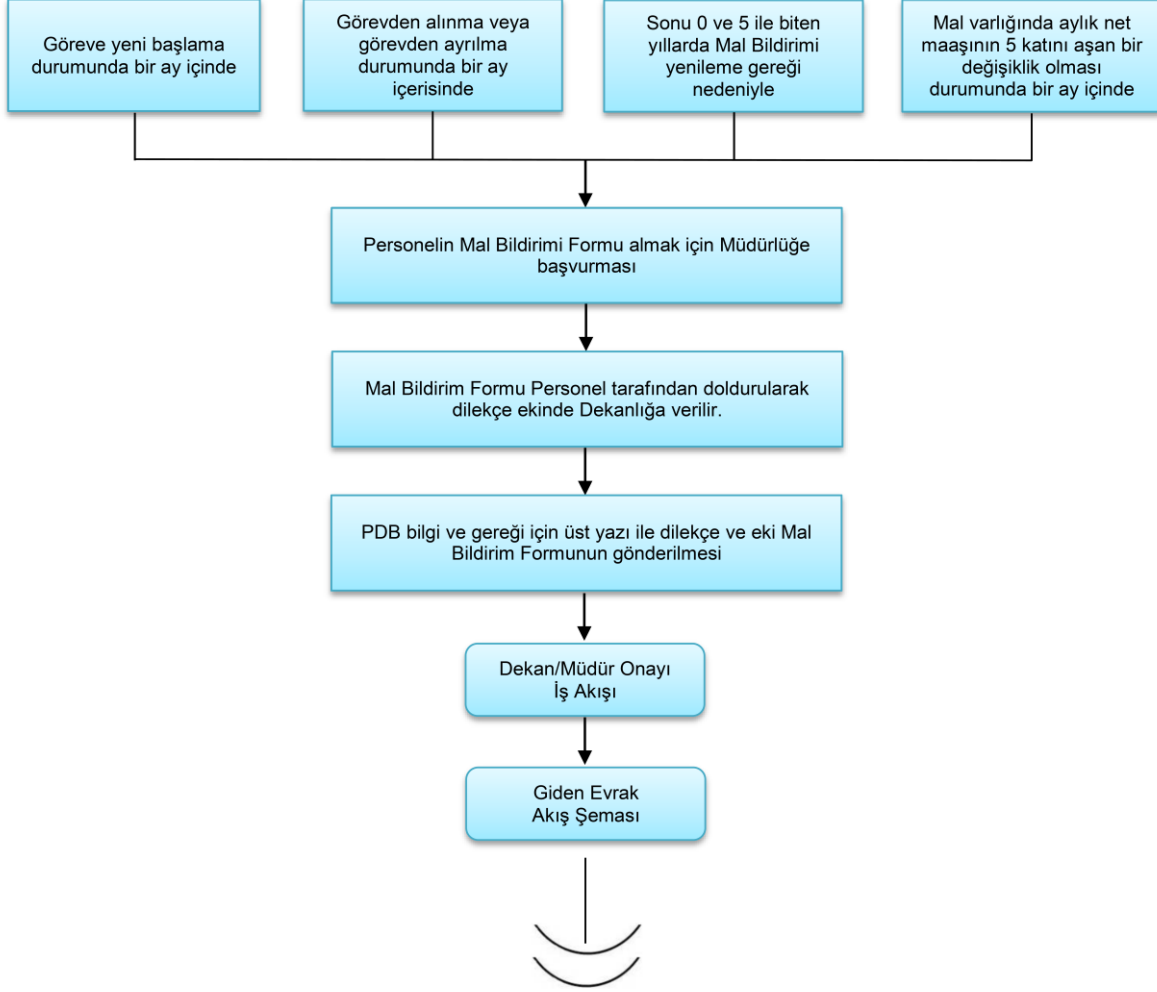 Göreve yeni başlama
durumunda bir ay içinde
Görevden alınma veya
görevden ayrılma
durumunda bir ay
içerisinde
Sonu 0 ve 5 ile biten
yıllarda Mal Bildirimi
yenileme gereği
nedeniyle
Mal varlığında aylık net
maaşının 5 katını aşan bir
değişiklik olması
durumunda bir ay içinde
Personelin Mal Bildirimi Formu almak için Müdürlüğe
başvurması
Mal Bildirim Formu Personel tarafından doldurularak
dilekçe ekinde Dekanlığa verilir.
PDB bilgi ve gereği için üst yazı ile dilekçe ve eki Mal
Bildirim Formunun gönderilmesi
Dekan/Müdür Onayı
İş Akışı
Giden Evrak
Akış Şeması